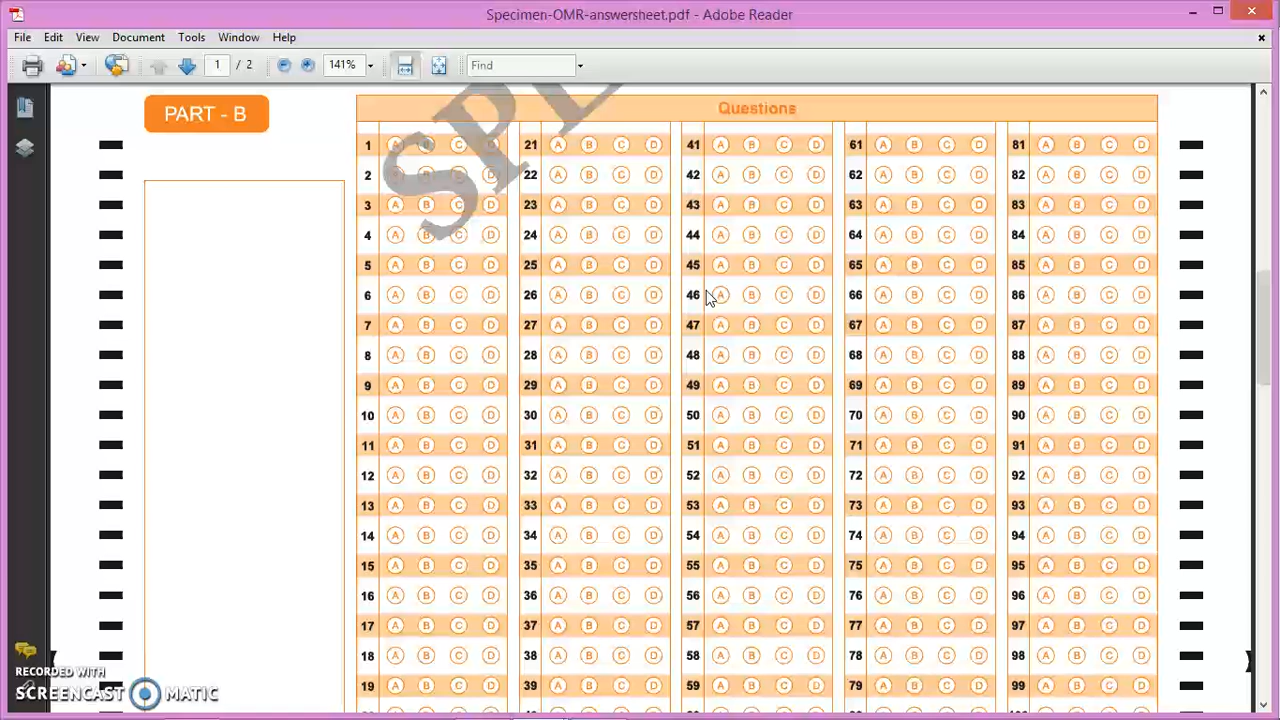 Specimen-OMR-answersheet.pdf - Adobe Reader
File Edit View Document Tools Window Help
1 / 2 141% Find
PART - B
Questions
SPE
1 A B C D 21 A B C D 41 A B C D 61 A B C D 81 A B C D
2 A B C D 22 A B C D 42 A B C D 62 A B C D 82 A B C D
3 A B C D 23 A B C D 43 A B C D 63 A B C D 83 A B C D
4 A B C D 24 A B C D 44 A B C D 64 A B C D 84 A B C D
5 A B C D 25 A B C D 45 A B C D 65 A B C D 85 A B C D
6 A B C D 26 A B C D 46 A B C D 66 A B C D 86 A B C D
7 A B C D 27 A B C D 47 A B C D 67 A B C D 87 A B C D
8 A B C D 28 A B C D 48 A B C D 68 A B C D 88 A B C D
9 A B C D 29 A B C D 49 A B C D 69 A B C D 89 A B C D
10 A B C D 30 A B C D 50 A B C D 70 A B C D 90 A B C D
11 A B C D 31 A B C D 51 A B C D 71 A B C D 91 A B C D
12 A B C D 32 A B C D 52 A B C D 72 A B C D 92 A B C D
13 A B C D 33 A B C D 53 A B C D 73 A B C D 93 A B C D
14 A B C D 34 A B C D 54 A B C D 74 A B C D 94 A B C D
15 A B C D 35 A B C D 55 A B C D 75 A B C D 95 A B C D
16 A B C D 36 A B C D 56 A B C D 76 A B C D 96 A B C D
17 A B C D 37 A B C D 57 A B C D 77 A B C D 97 A B C D
18 A B C D 38 A B C D 58 A B C D 78 A B C D 98 A B C D
19 A B C D 39 A B C D 59 A B C D 79 A B C D 99 A B C D
RECORDED WITH
SCREENCAST MATIC